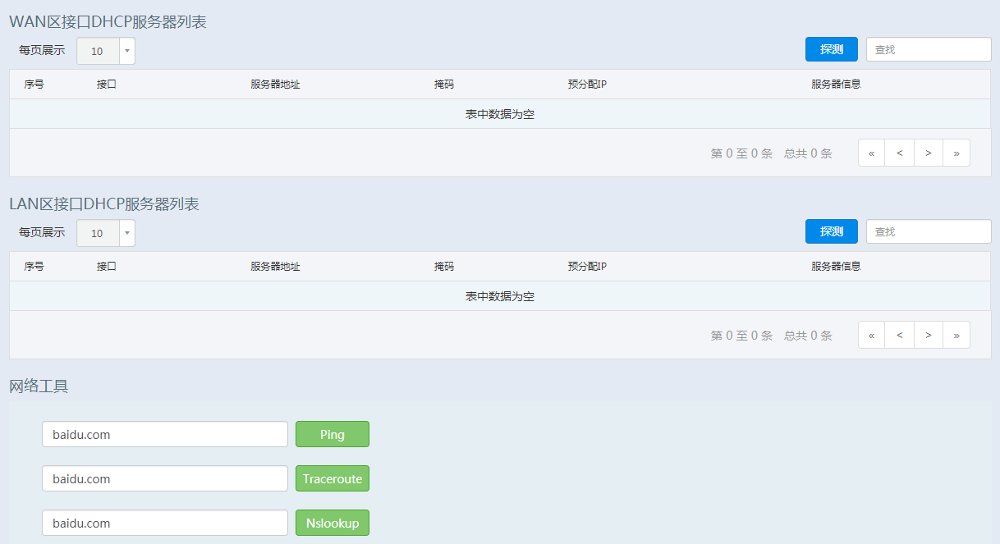 WAN区接口DHCP服务器列表
每页展示 10 探测 查找
序号 接口 服务器地址 掩码 预分配IP 服务器信息
表中数据为空
第 0 至 0 条 总共 0 条 « < > »
LAN区接口DHCP服务器列表
每页展示 10 探测 查找
序号 接口 服务器地址 掩码 预分配IP 服务器信息
表中数据为空
第 0 至 0 条 总共 0 条 « < > »
网络工具
baidu.com Ping
baidu.com Traceroute
baidu.com Nslookup